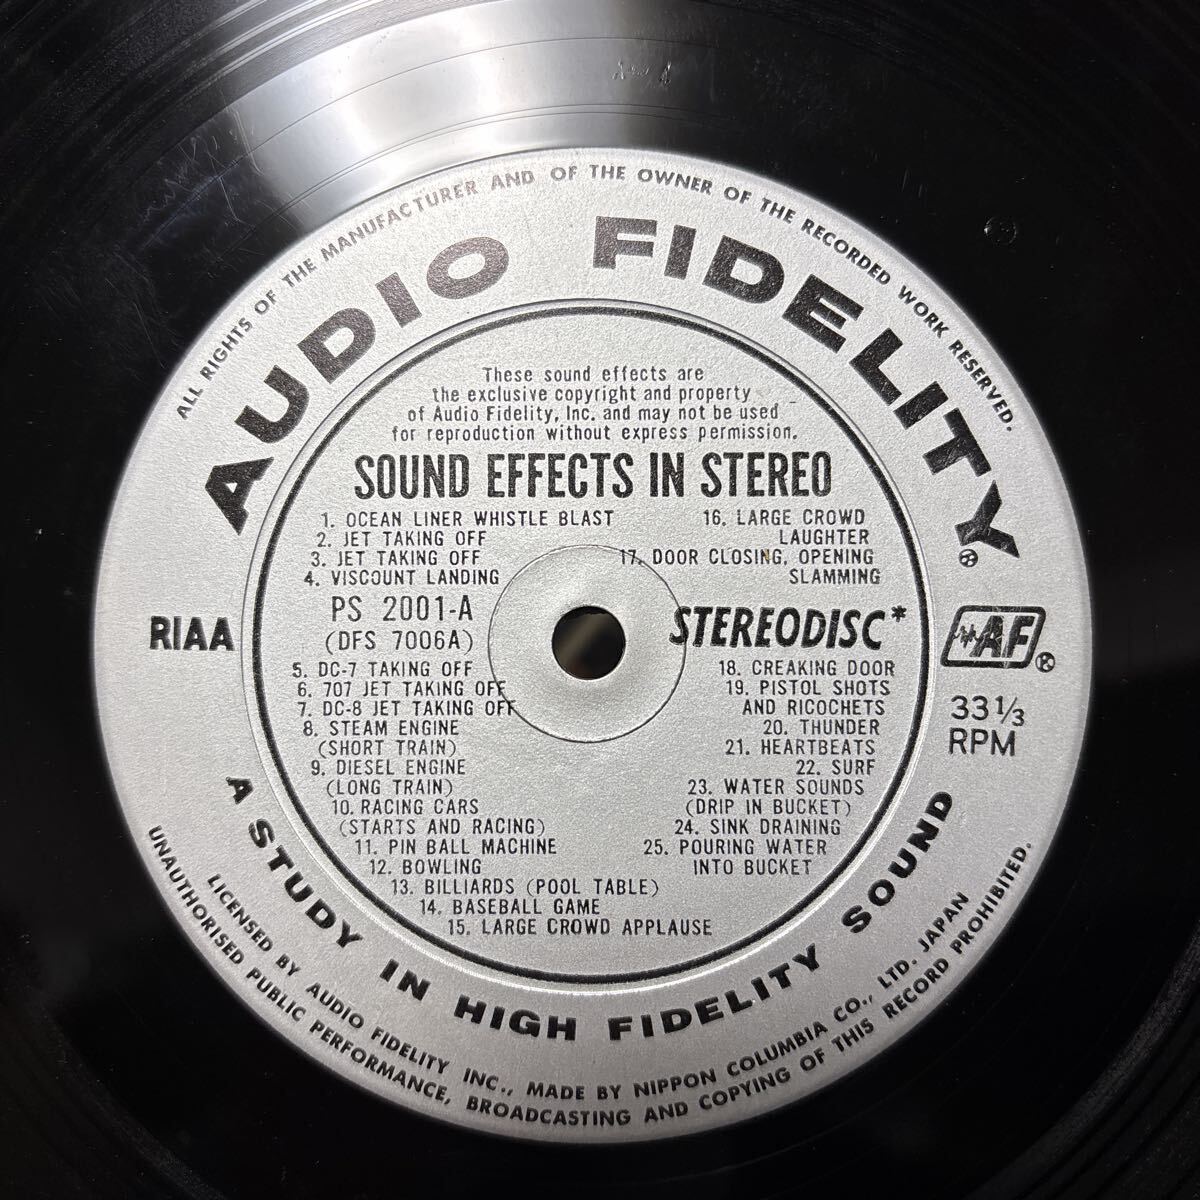 ALL RIGHTS OF THE MANUFACTURER AND OF THE OWNER OF THE RECORDED WORK RESERVED.
AUDIO FIDELITY®
These sound effects are
the exclusive copyright and property
of Audio Fidelity, Inc. and may not be used
for reproduction without express permission.
SOUND EFFECTS IN STEREO
1. OCEAN LINER WHISTLE BLAST
2. JET TAKING OFF
3. JET TAKING OFF
4. VISCOUNT LANDING
PS 2001-A
(DFS 7006A)
5. DC-7 TAKING OFF
6. 707 JET TAKING OFF
7. DC-8 JET TAKING OFF
8. STEAM ENGINE
(SHORT TRAIN)
9. DIESEL ENGINE
(LONG TRAIN)
10. RACING CARS
(STARTS AND RACING)
11. PIN BALL MACHINE
12. BOWLING
13. BILLIARDS (POOL TABLE)
14. BASEBALL GAME
15. LARGE CROWD APPLAUSE
16. LARGE CROWD
LAUGHTER
17. DOOR CLOSING, OPENING
SLAMMING
STEREODISC*
18. CREAKING DOOR
19. PISTOL SHOTS
AND RICOCHETS
20. THUNDER
21. HEARTBEATS
22. SURF
23. WATER SOUNDS
(DRIP IN BUCKET)
24. SINK DRAINING
25. POURING WATER
INTO BUCKET
RIAA
AF®
33 1/3
RPM
A STUDY IN HIGH FIDELITY SOUND
LICENSED BY AUDIO FIDELITY INC., MADE BY NIPPON COLUMBIA CO., LTD. JAPAN
UNAUTHORISED PUBLIC PERFORMANCE, BROADCASTING AND COPYING OF THIS RECORD PROHIBITED.